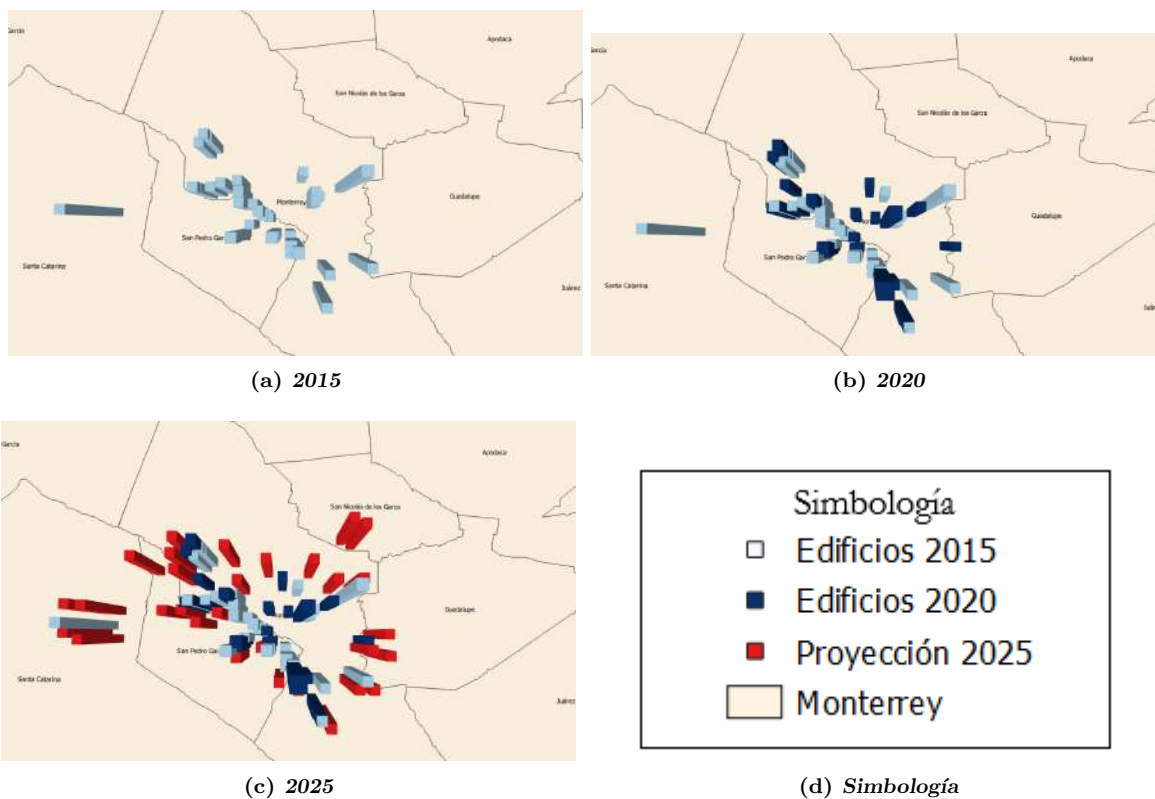 García
Apodaca
San Nicolás de los Garza
Monterrey
Guadalupe
San Pedro Gar
Santa Catarina
Juárez
(a) 2015
García
Apodaca
San Nicolás de los Garza
Guadalupe
San Pedro Gar
Santa Catarina
(b) 2020
García
Apodaca
San Nicolás de los Garza
Guadalupe
San Pedro Gar
Santa Catarina
Juárez
(c) 2025
Simbología
Edificios 2015
Edificios 2020
Proyección 2025
Monterrey
(d) Simbología